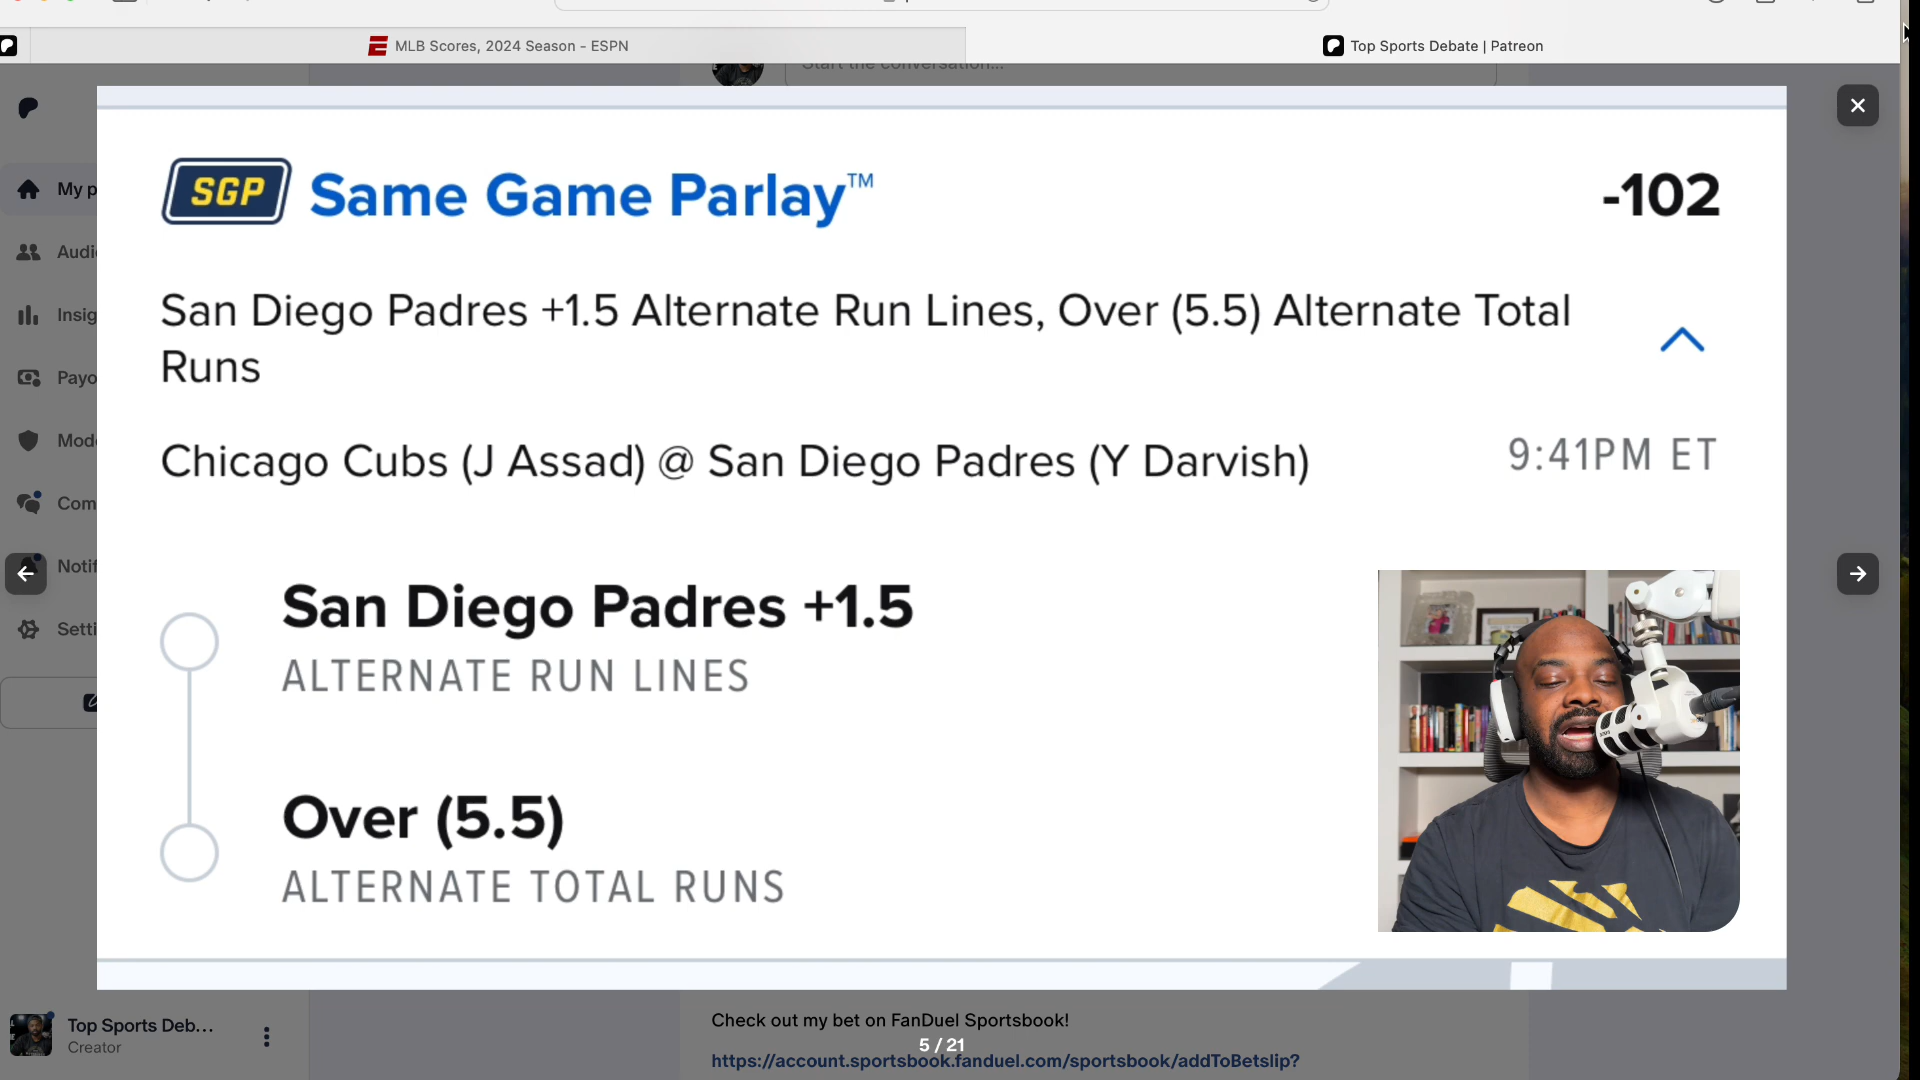 MLB Scores, 2024 Season - ESPN
Top Sports Debate | Patreon
Start the conversation...
SGP Same Game Parlay™
-102
My p
San Diego Padres +1.5 Alternate Run Lines, Over (5.5) Alternate Total
Runs
Audi
Insig
Payo
Chicago Cubs (J Assad) @ San Diego Padres (Y Darvish)
9:41PM ET
Mod
Com
Notif
Setti
San Diego Padres +1.5
ALTERNATE RUN LINES
Over (5.5)
ALTERNATE TOTAL RUNS
Top Sports Deb...
Creator
Check out my bet on FanDuel Sportsbook!
5 / 21
https://account.sportsbook.fanduel.com/sportsbook/addToBetslip?